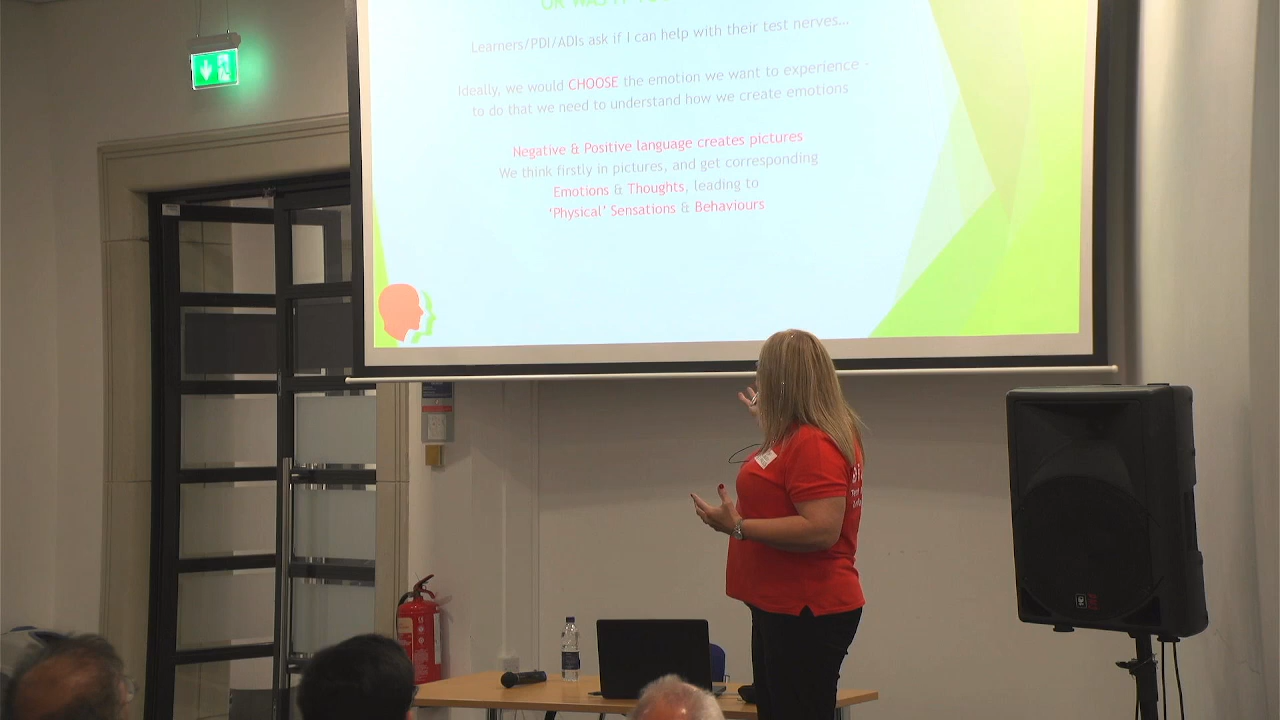 Learners/PDI/ADIs ask if I can help with their test nerves...
Ideally, we would CHOOSE the emotion we want to experience -
to do that we need to understand how we create emotions
Negative & Positive language creates pictures
We think firstly in pictures, and get corresponding
Emotions & Thoughts, leading to
'Physical' Sensations & Behaviours